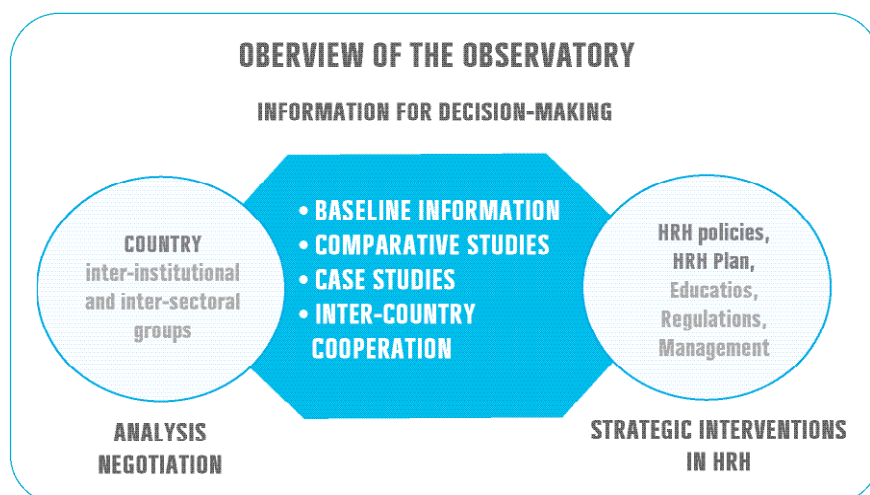 OBERVIEW OF THE OBSERVATORY
INFORMATION FOR DECISION-MAKING
COUNTRY
inter-institutional
and inter-sectoral
groups
• BASELINE INFORMATION
• COMPARATIVE STUDIES
• CASE STUDIES
• INTER-COUNTRY
COOPERATION
HRH policies,
HRH Plan,
Educatios,
Regulations,
Management
ANALYSIS
NEGOTIATION
STRATEGIC INTERVENTIONS
IN HRH